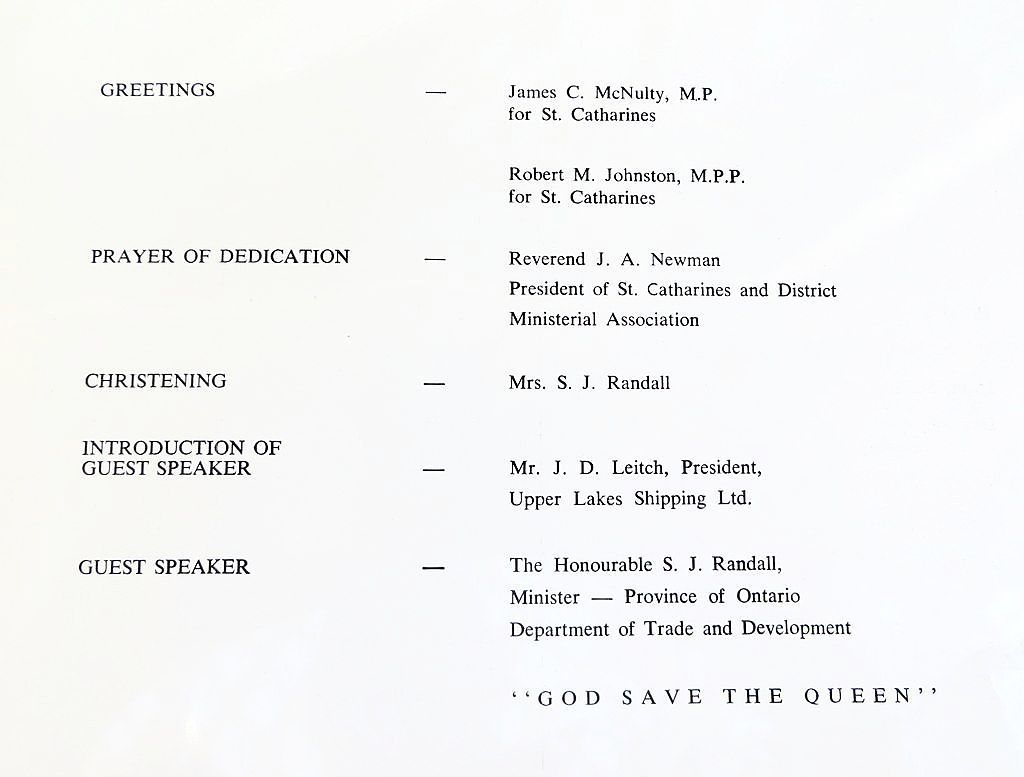 GREETINGS — James C. McNulty, M.P.
for St. Catharines
Robert M. Johnston, M.P.P.
for St. Catharines
PRAYER OF DEDICATION — Reverend J. A. Newman
President of St. Catharines and District
Ministerial Association
CHRISTENING — Mrs. S. J. Randall
INTRODUCTION OF
GUEST SPEAKER — Mr. J. D. Leitch, President,
Upper Lakes Shipping Ltd.
GUEST SPEAKER — The Honourable S. J. Randall,
Minister — Province of Ontario
Department of Trade and Development
‘‘GOD SAVE THE QUEEN’’